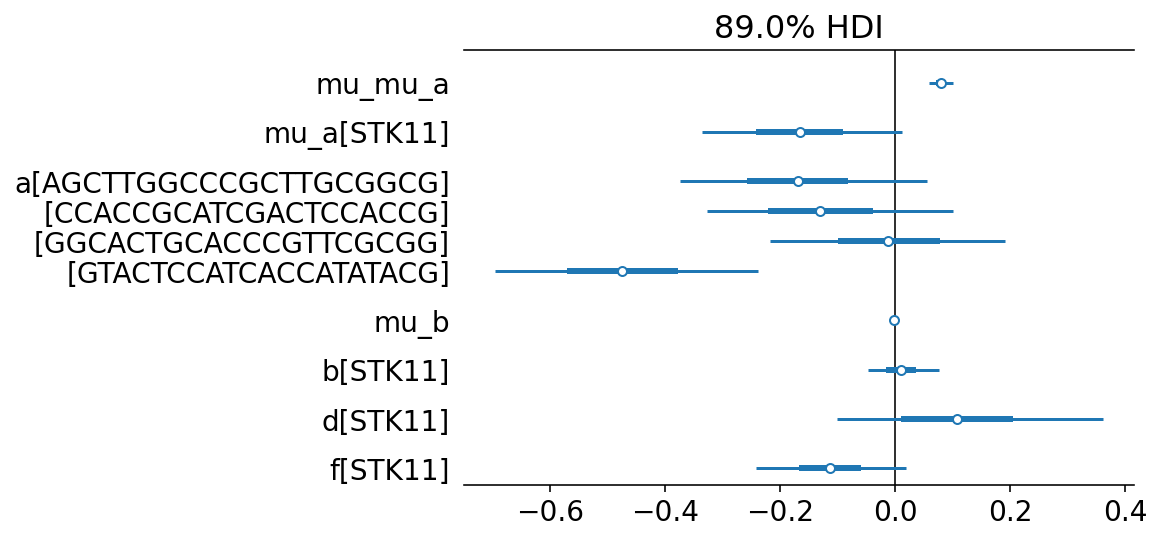 89.0% HDI
mu_mu_a
mu_a[STK11]
a[AGCTTGGCCCGCTTGCGGCG]
[CCACCGCATCGACTCCACCG]
[GGCACTGCACCCGTTCGCGG]
[GTACTCCATCACCATATACG]
mu_b
b[STK11]
d[STK11]
f[STK11]
−0.6 −0.4 −0.2 0.0 0.2 0.4